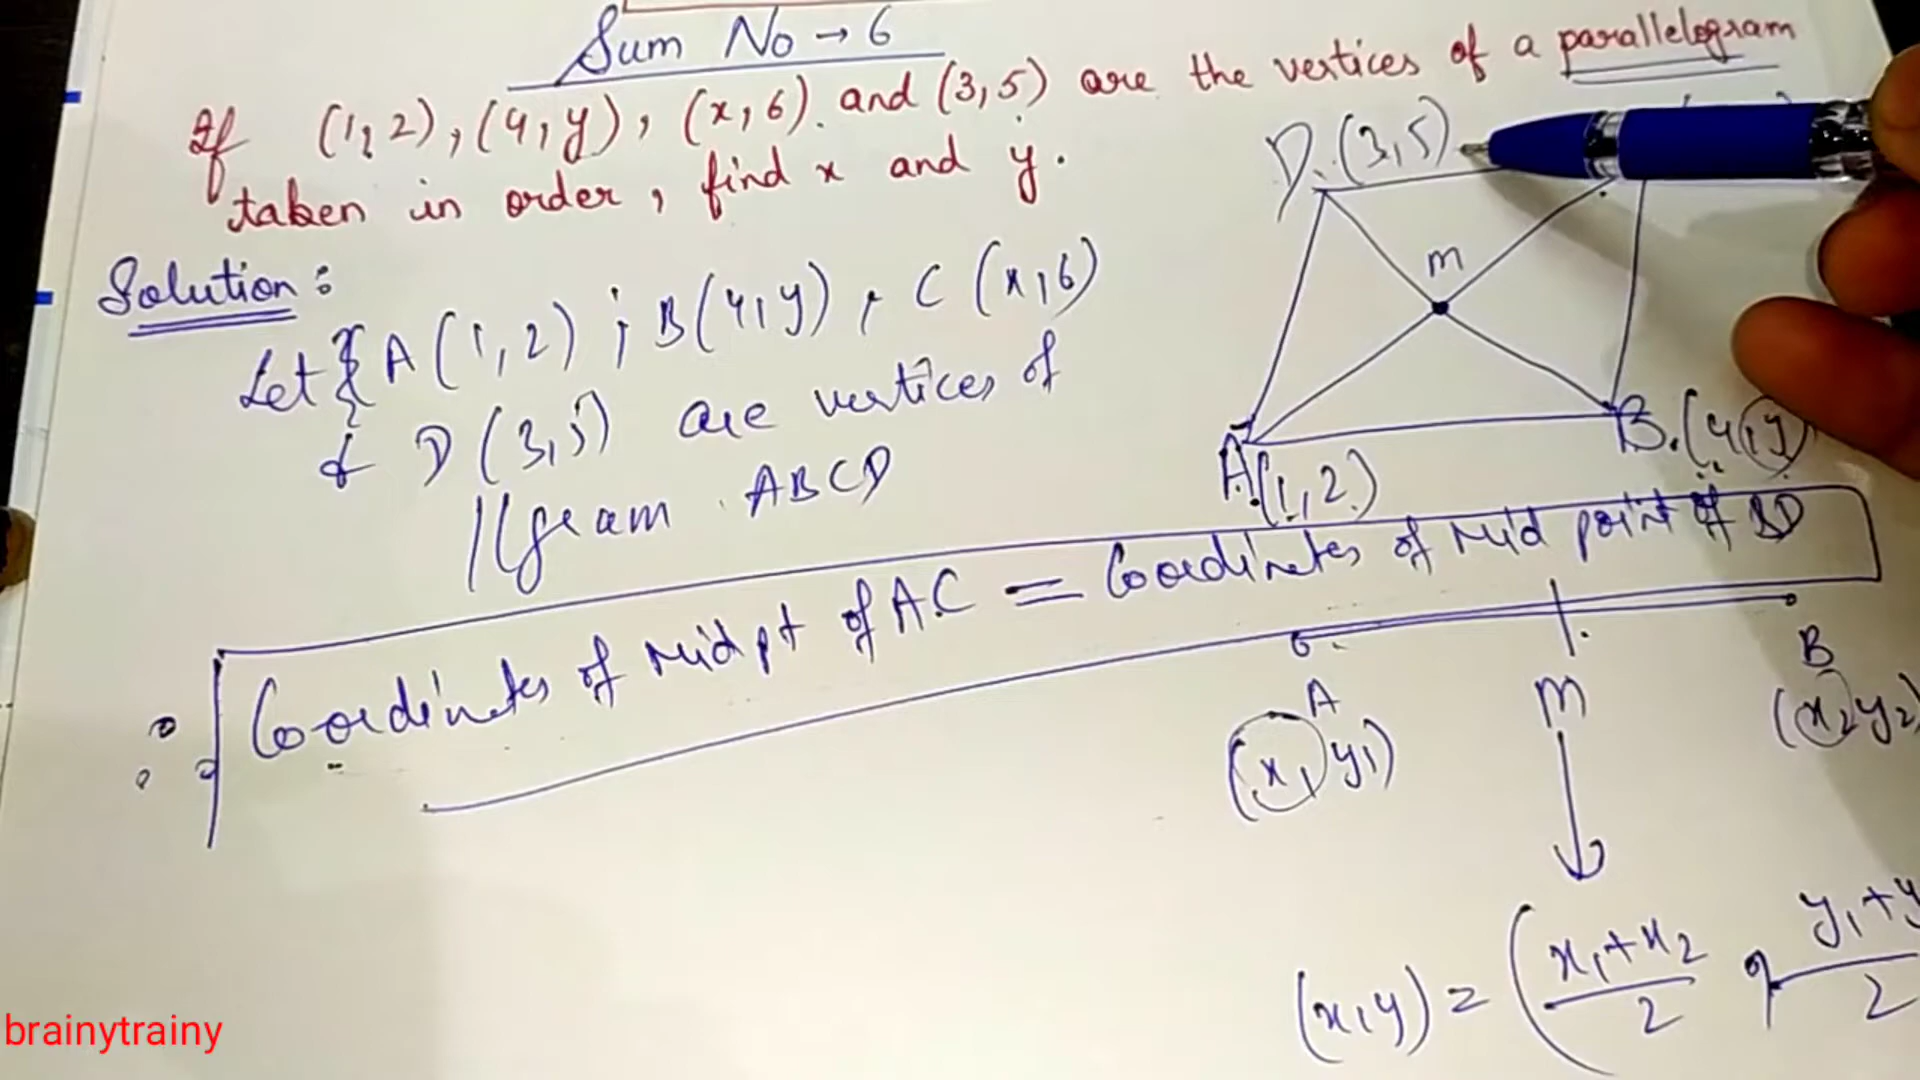 Sum No → 6
If (1,2), (4,y), (x,6) and (3,5) are the vertices of a parallelogram
taken in order, find x and y.
Solution:
Let A(1,2); B(4,y), C(x,6)
& D(3,5) are vertices of
||gram ABCD
D.(3,5)
m
A.(1,2)
B.(4,y)
∴ Coordinates of Mid pt of AC = Coordinates of Mid point of BD
A
M
B
(x1 y1)
(x2 y2)
(x,y) = (x1+x2/2 , y1+y/2
brainytrainy